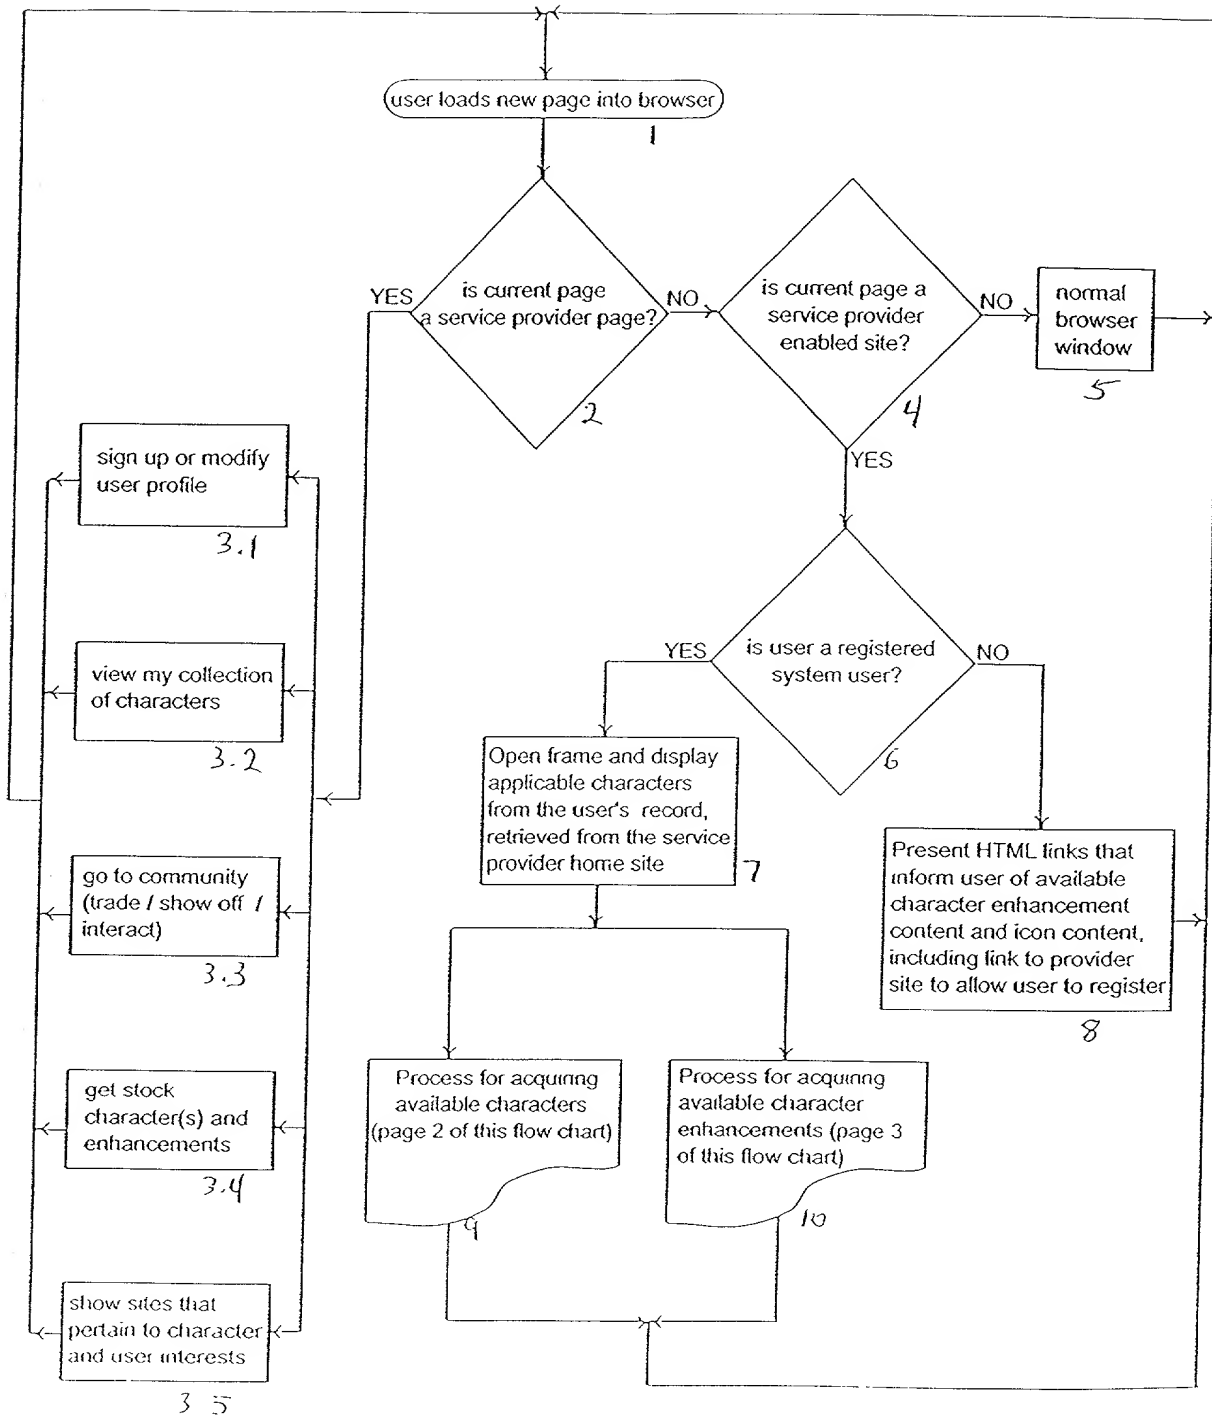 user loads new page into browser
1
YES
is current page
a service provider page?
NO
2
is current page a
service provider
enabled site?
NO
4
YES
normal
browser
window
5
sign up or modify
user profile
3.1
view my collection
of characters
3.2
go to community
(trade / show off /
interact)
3.3
get stock
character(s) and
enhancements
3.4
show sites that
pertain to character
and user interests
3 5
YES
is user a registered
system user?
NO
6
Open frame and display
applicable characters
from the user's record,
retrieved from the service
provider home site
7
Present HTML links that
inform user of available
character enhancement
content and icon content,
including link to provider
site to allow user to register
8
Process for acquiring
available characters
(page 2 of this flow chart)
9
Process for acquiring
available character
enhancements (page 3
of this flow chart)
10